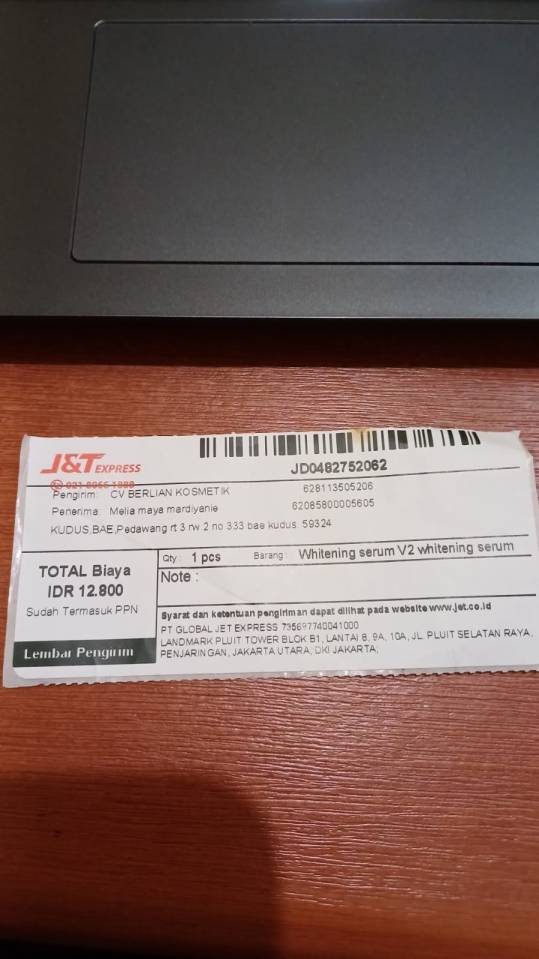 J&T EXPRESS
JD0482752062
021-8066-1888
Pengirim: CV BERLIAN KOSMETIK 628113505206
Penerima: Melia maya mardiyanie 62085800005605
KUDUS,BAE,Pedawang rt 3 rw 2 no 333 bae kudus 59324
TOTAL Biaya
IDR 12.800
Sudah Termasuk PPN
Lembar Pengirim
Qty: 1 pcs Barang: Whitening serum V2 whitening serum
Note :
Syarat dan ketentuan pengiriman dapat dilihat pada website www.jet.co.id
PT GLOBAL JET EXPRESS 735697740041000
LANDMARK PLUIT TOWER BLOK B1, LANTAI 8, 9A, 10A, JL. PLUIT SELATAN RAYA,
PENJARINGAN, JAKARTA UTARA, DKI JAKARTA,